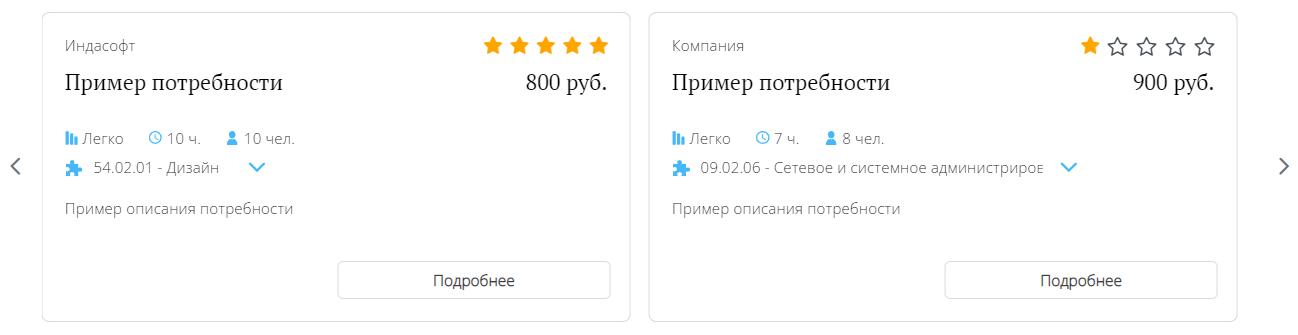 Индасофт
Пример потребности 800 руб.
Легко 10 ч. 10 чел.
54.02.01 - Дизайн
Пример описания потребности
Подробнее
Компания
Пример потребности 900 руб.
Легко 7 ч. 8 чел.
09.02.06 - Сетевое и системное администриров
Пример описания потребности
Подробнее